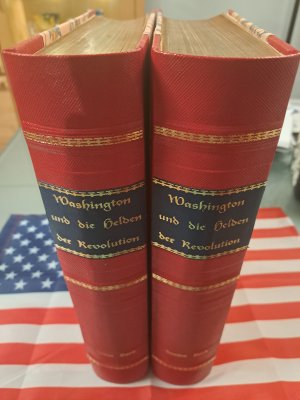 Washington
und die Helden
der Revolution
Washington
und die Helden
der Revolution